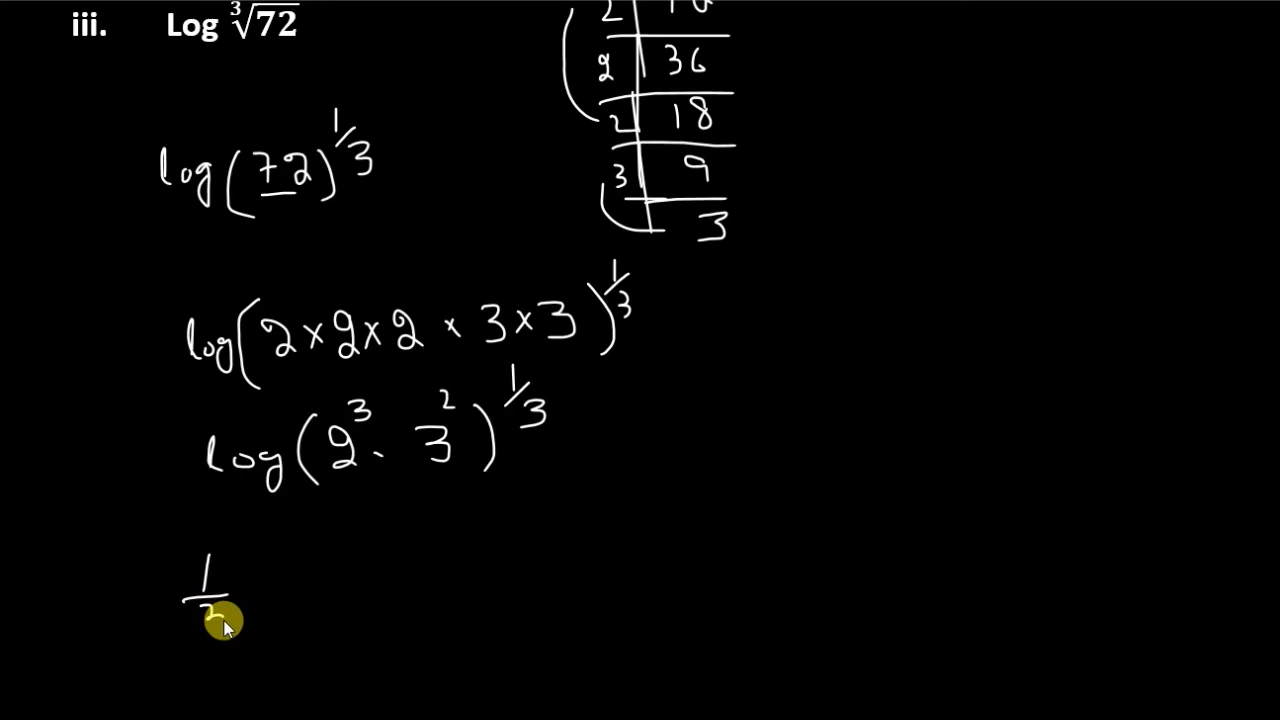 iii. Log ∛72
2 | 36
2 | 18
3 | 9
3
log(72)^1/3
log(2×2×2 × 3×3)^1/3
log(2^3 . 3^2)^1/3
1